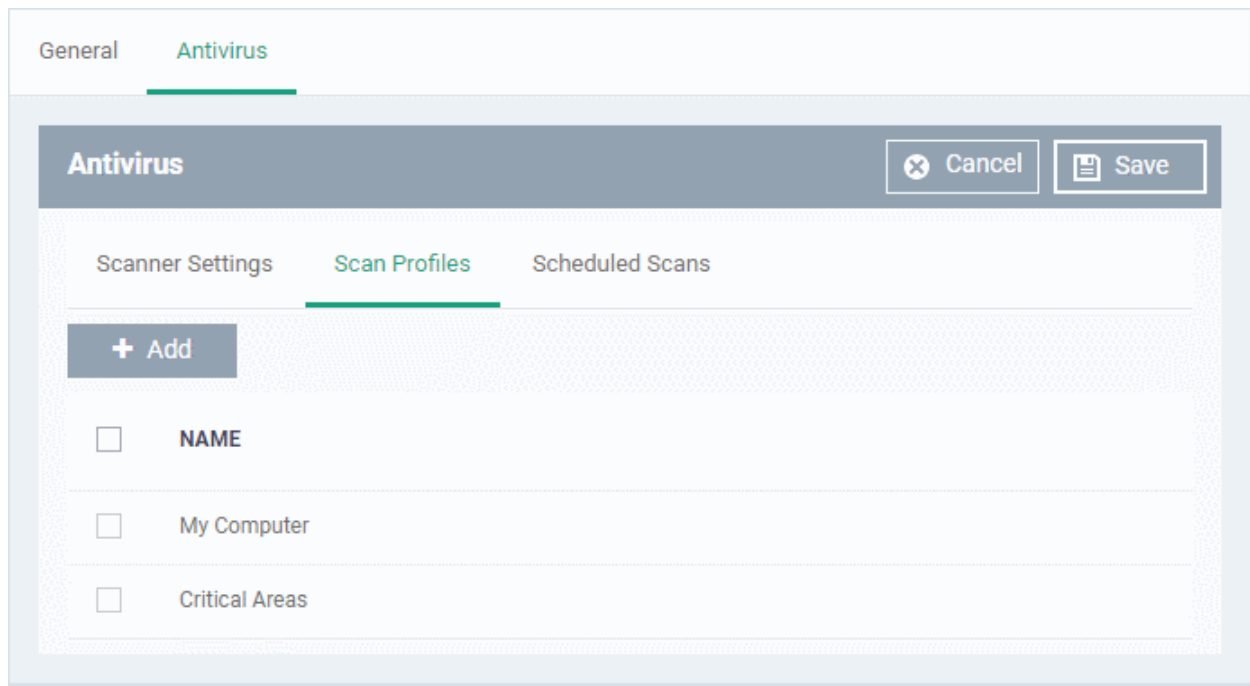 General Antivirus
Antivirus Cancel Save
Scanner Settings Scan Profiles Scheduled Scans
+ Add
NAME
My Computer
Critical Areas